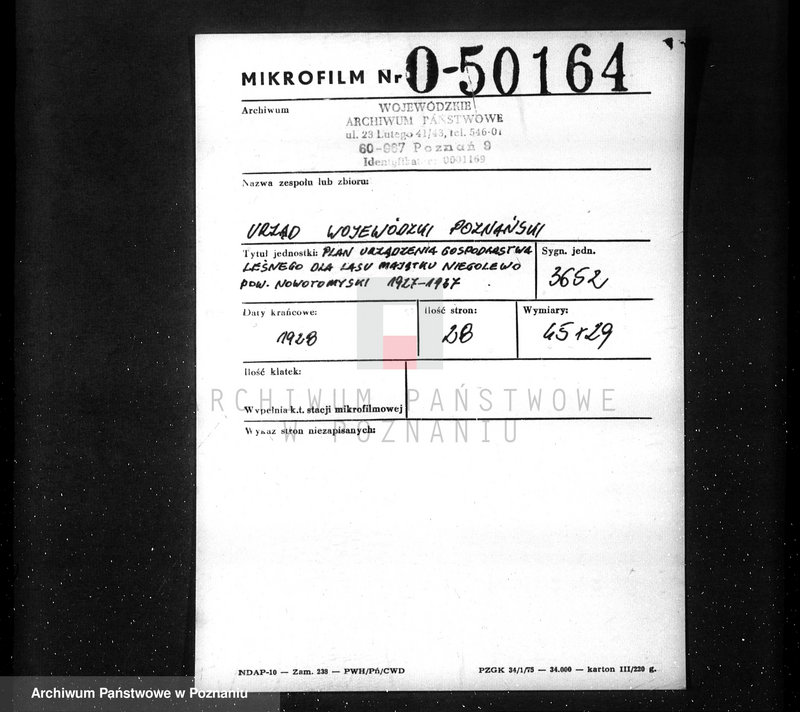 MIKROFILM Nr O-50164
Archiwum
WOJEWÓDZKIE
ARCHIWUM PAŃSTWOWE
ul. 23 Lutego 41/43, tel. 546-01
60-967 Poznań 9
Identyfikator: 0001169
Nazwa zespołu lub zbioru:
URZĄD WOJEWÓDZKI POZNAŃSKI
Tytuł jednostki: PLAN URZĄDZENIA GOSPODARSTWA
LEŚNEGO DLA LASU MAJĄTKU NIEGOLEWO
POW. NOWOTOMYSKI 1927-1937
Sygn. jedn.
3652
Daty krańcowe:
1928
Ilość stron:
28
Wymiary:
45x29
Ilość klatek:
Wypełnia k.t. stacji mikrofilmowej
ARCHIWUM PAŃSTWOWE
W POZNANIU
Wykaz stron niezapisanych:
NDAP-10 — Zam. 238 — PWH/Pń/CWD
PZGK 34/1/75 — 34.000 — karton III/220 g.
Archiwum Państwowe w Poznaniu